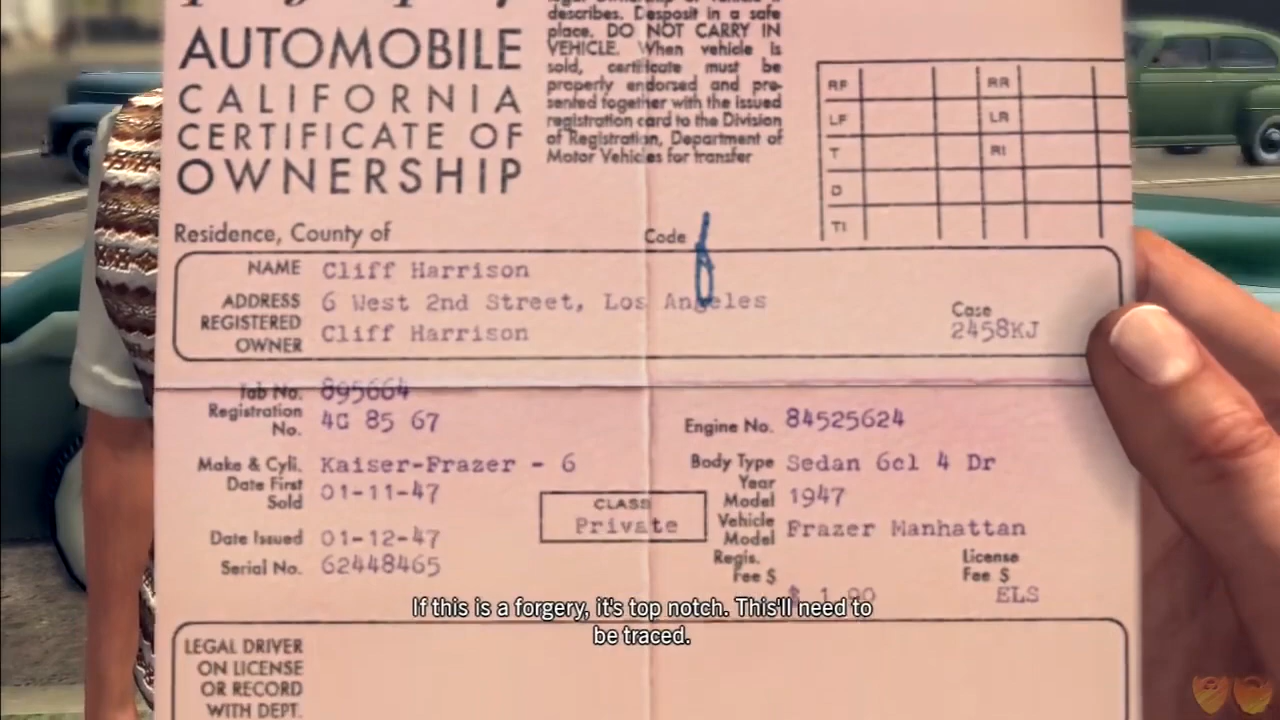 AUTOMOBILE
CALIFORNIA
CERTIFICATE OF
OWNERSHIP
describes. Desposit in a safe
place. DO NOT CARRY IN
VEHICLE. When vehicle is
sold, certificate must be
properly endorsed and pre-
sented together with the issued
registration card to the Division
of Registration, Department of
Motor Vehicles for transfer
RF RR
LF LR
T RI
D
TI
Residence, County of Code
NAME Cliff Harrison
ADDRESS 6 West 2nd Street, Los Angeles
REGISTERED OWNER Cliff Harrison
Case
2458KJ
Tab No. 895664
Registration No. 4G 85 67
Engine No. 84525624
Make & Cyli. Kaiser-Frazer - 6
Body Type Sedan 6cl 4 Dr
Date First Sold 01-11-47
CLASS
Private
Year Model 1947
Date Issued 01-12-47
Vehicle Model Frazer Manhattan
Serial No. 62448465
Regis. Fee $ $ 1.00
License Fee $ ELS
If this is a forgery, it's top notch. This'll need to
be traced.
LEGAL DRIVER
ON LICENSE
OR RECORD
WITH DEPT.